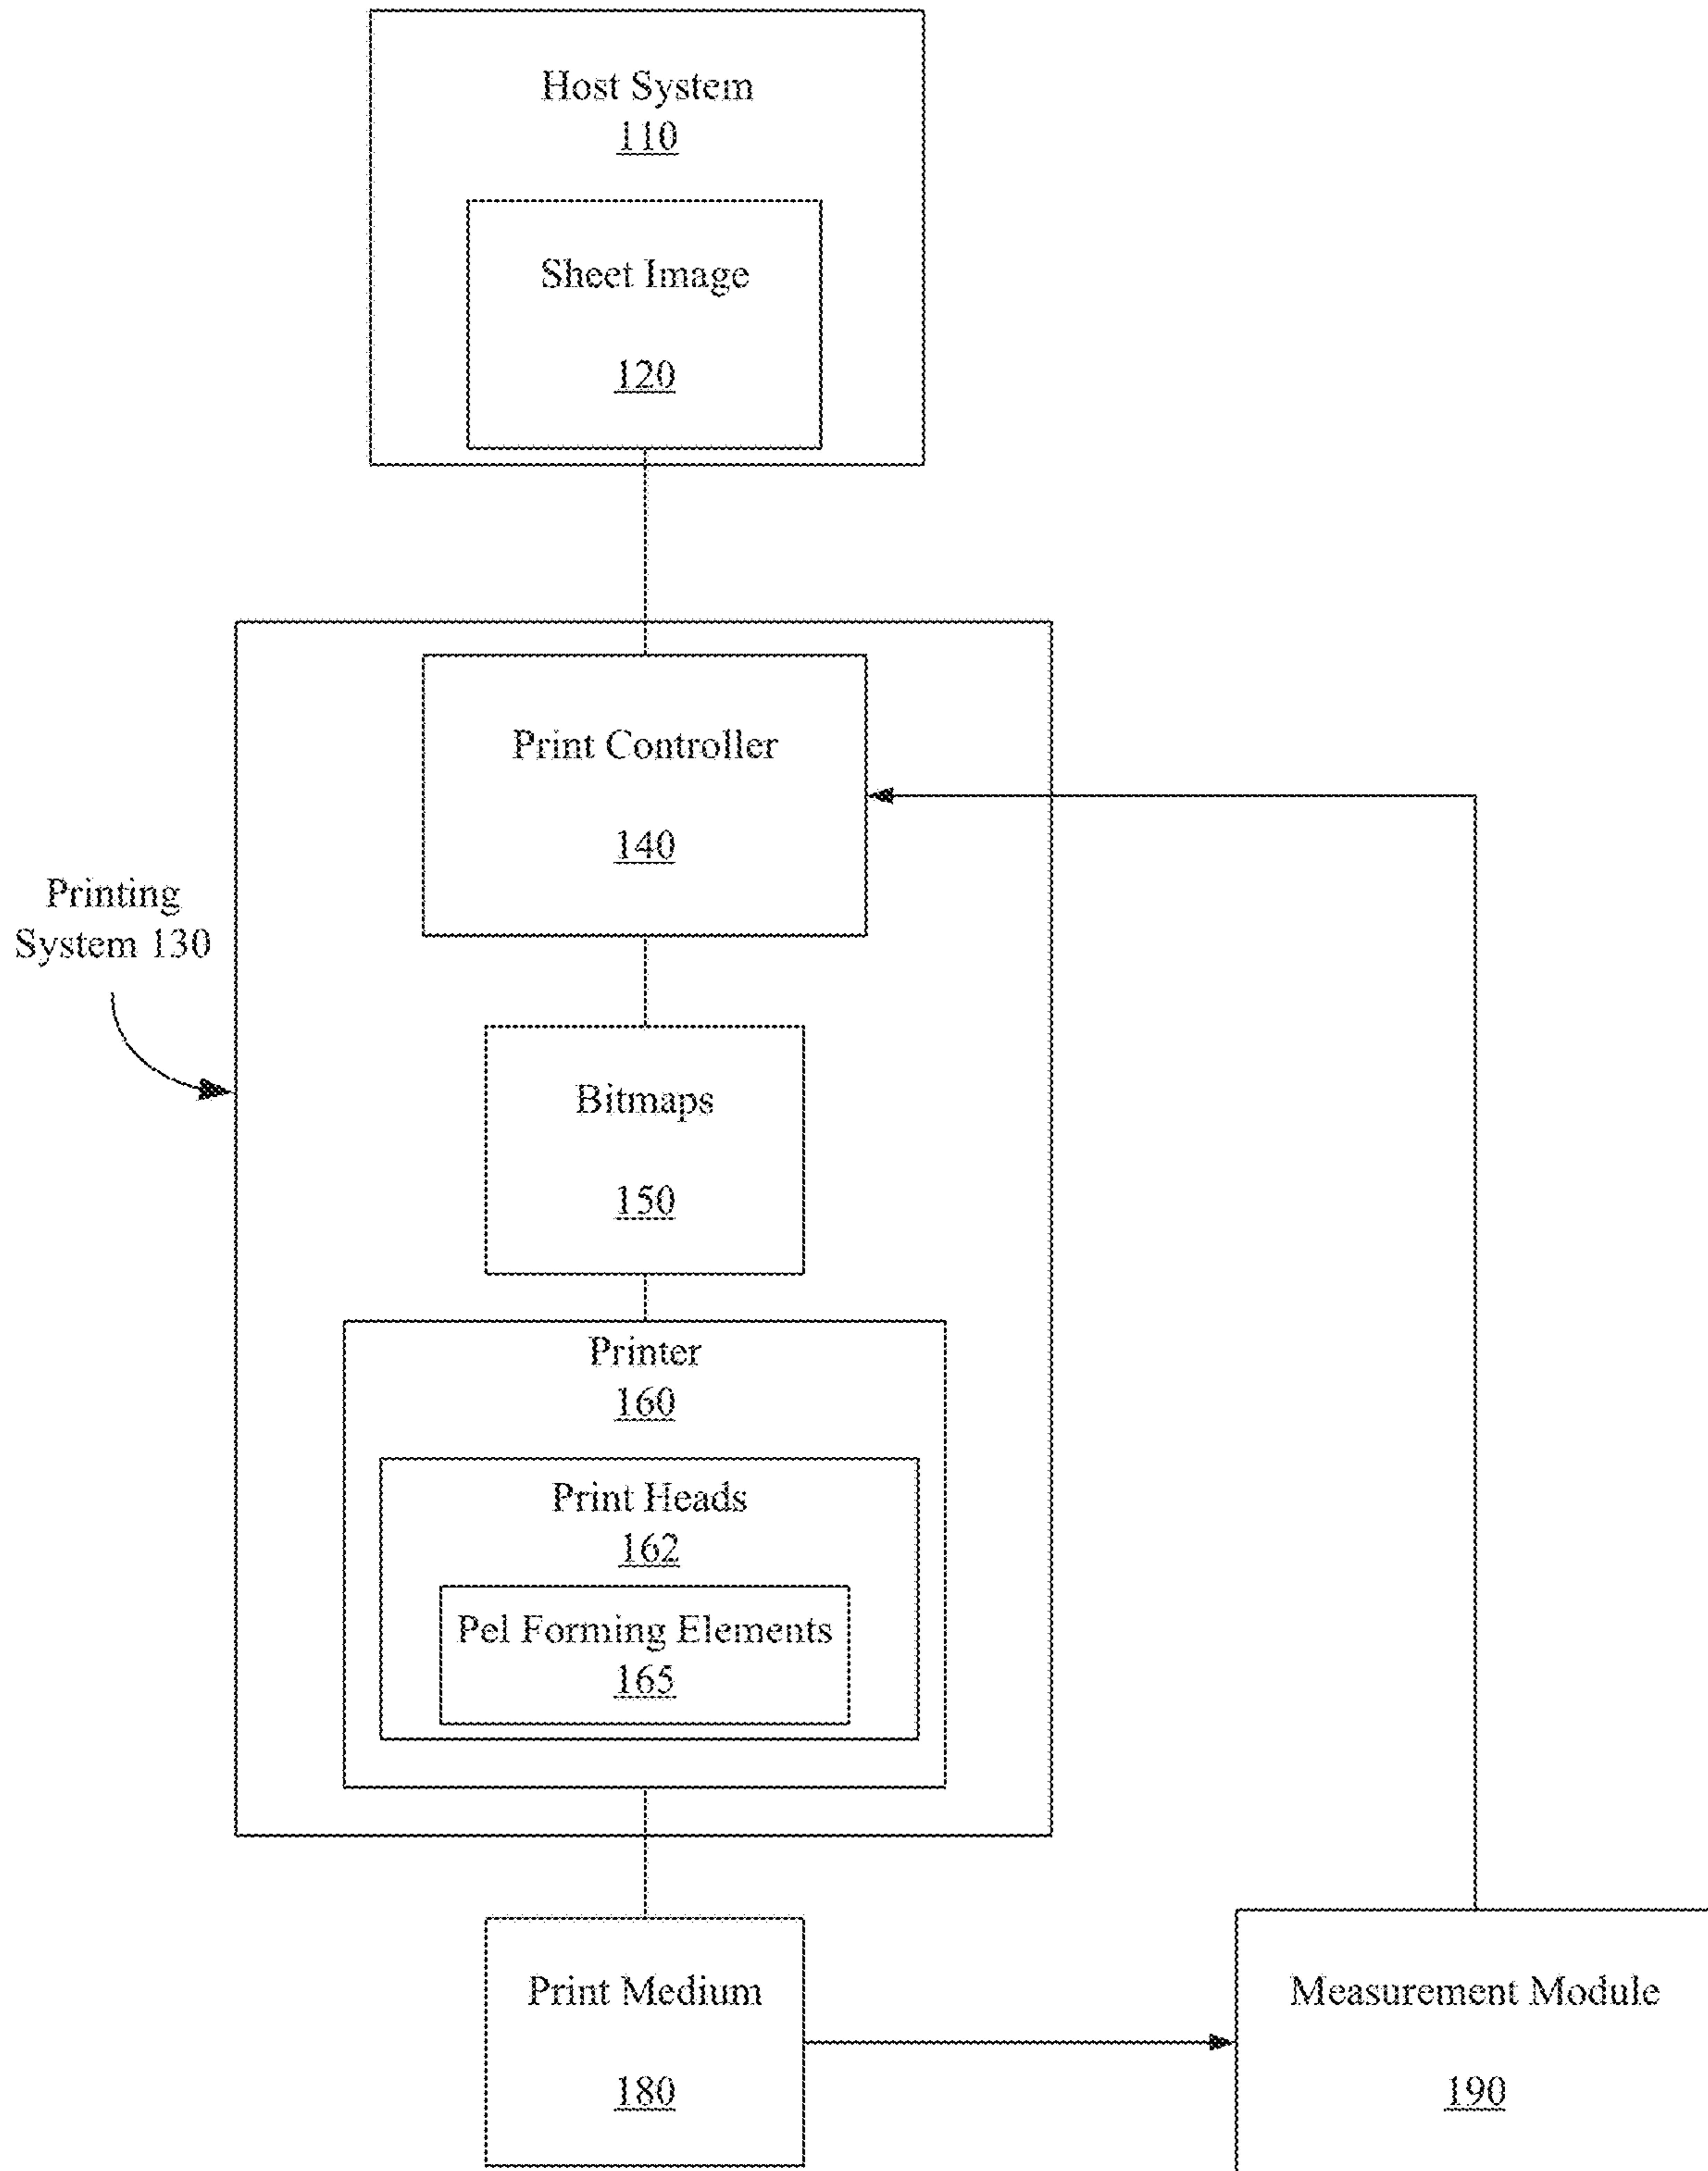 Host System
110
Sheet Image
120
Print Controller
140
Printing
System 130
Bitmaps
150
Printer
160
Print Heads
162
Pel Forming Elements
165
Print Medium
180
Measurement Module
190